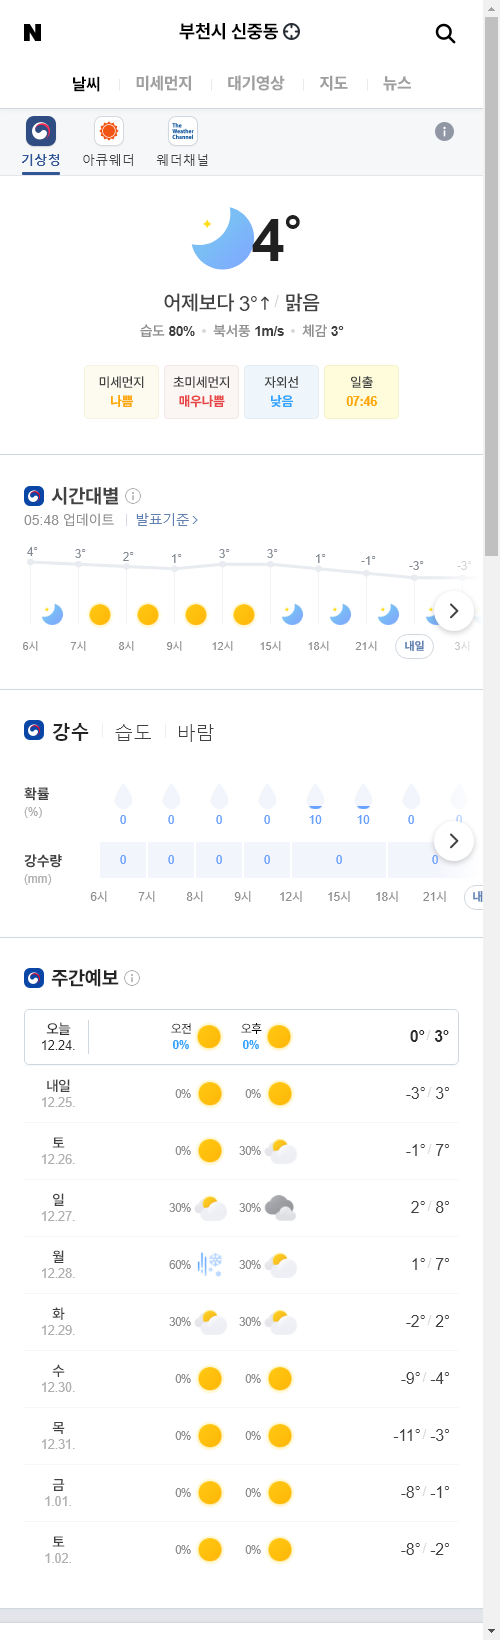 N 부천시 신중동
날씨 미세먼지 대기영상 지도 뉴스
The Weather Channel
기상청 아큐웨더 웨더채널
4°
어제보다 3°↑ / 맑음
습도 80% • 북서풍 1m/s • 체감 3°
미세먼지 초미세먼지 자외선 일출
나쁨 매우나쁨 낮음 07:46
시간대별
05:48 업데이트 발표기준 >
4° 3° 2° 1° 3° 3° 1° -1° -3° -3°
6시 7시 8시 9시 12시 15시 18시 21시 내일 3시
강수 습도 바람
확률
(%)
0 0 0 0 10 10 0 0
강수량
(mm)
0 0 0 0 0 0
6시 7시 8시 9시 12시 15시 18시 21시 내
주간예보
오늘 12.24. 오전 0% 오후 0% 0° / 3°
내일 12.25. 0% 0% -3° / 3°
토 12.26. 0% 30% -1° / 7°
일 12.27. 30% 30% 2° / 8°
월 12.28. 60% 30% 1° / 7°
화 12.29. 30% 30% -2° / 2°
수 12.30. 0% 0% -9° / -4°
목 12.31. 0% 0% -11° / -3°
금 1.01. 0% 0% -8° / -1°
토 1.02. 0% 0% -8° / -2°